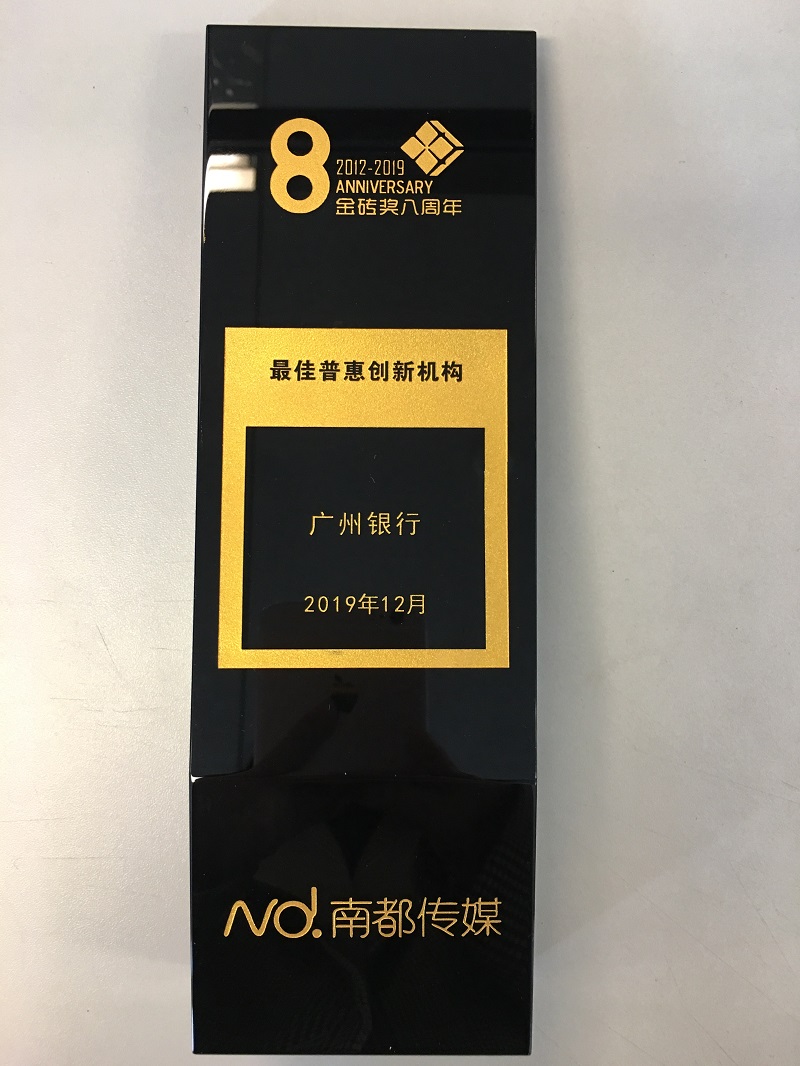 8
2012-2019
ANNIVERSARY
金砖奖八周年
最佳普惠创新机构
广州银行
2019年12月
Nd.南都传媒